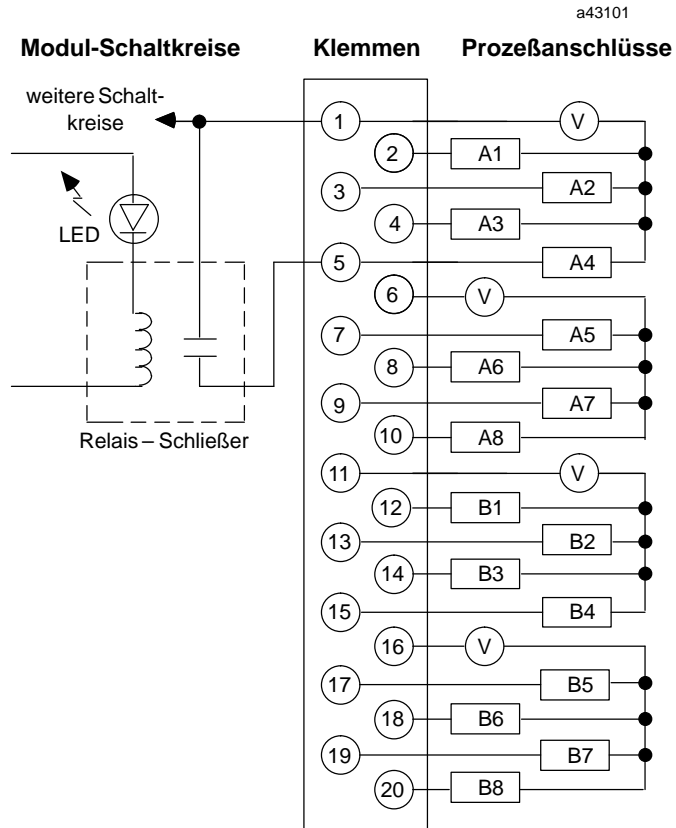 a43101
Modul-Schaltkreise Klemmen Prozeßanschlüsse
weitere Schalt-
kreise
1 V
2 A1
3 A2
4 A3
LED
5 A4
6 V
7 A5
8 A6
9 A7
Relais – Schließer
10 A8
11 V
12 B1
13 B2
14 B3
15 B4
16 V
17 B5
18 B6
19 B7
20 B8